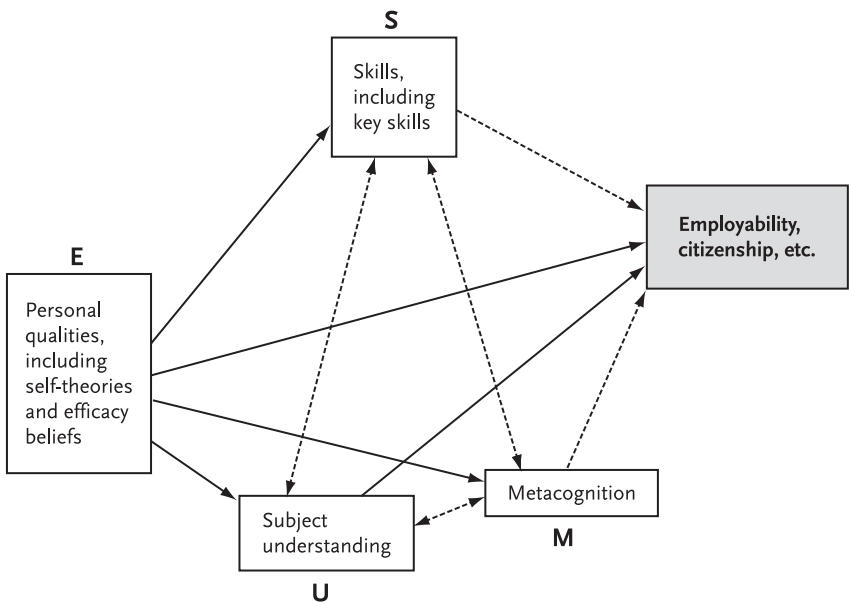 S
Skills,
including
key skills
Employability,
citizenship, etc.
E
Personal
qualities,
including
self-theories
and efficacy
beliefs
Metacognition
M
Subject
understanding
U